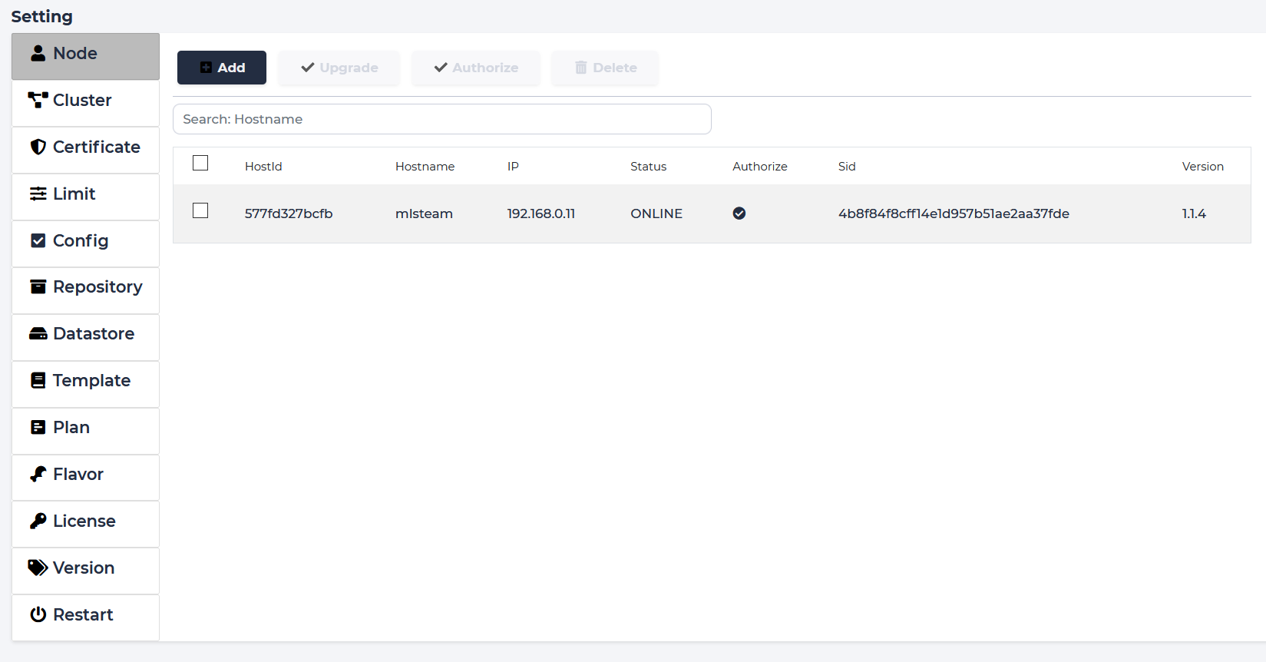 Setting
Node
Cluster
Certificate
Limit
Config
Repository
Datastore
Template
Plan
Flavor
License
Version
Restart
Add Upgrade Authorize Delete
Search: Hostname
HostId Hostname IP Status Authorize Sid Version
577fd327bcfb mlsteam 192.168.0.11 ONLINE 4b8f84f8cff14e1d957b51ae2aa37fde 1.1.4